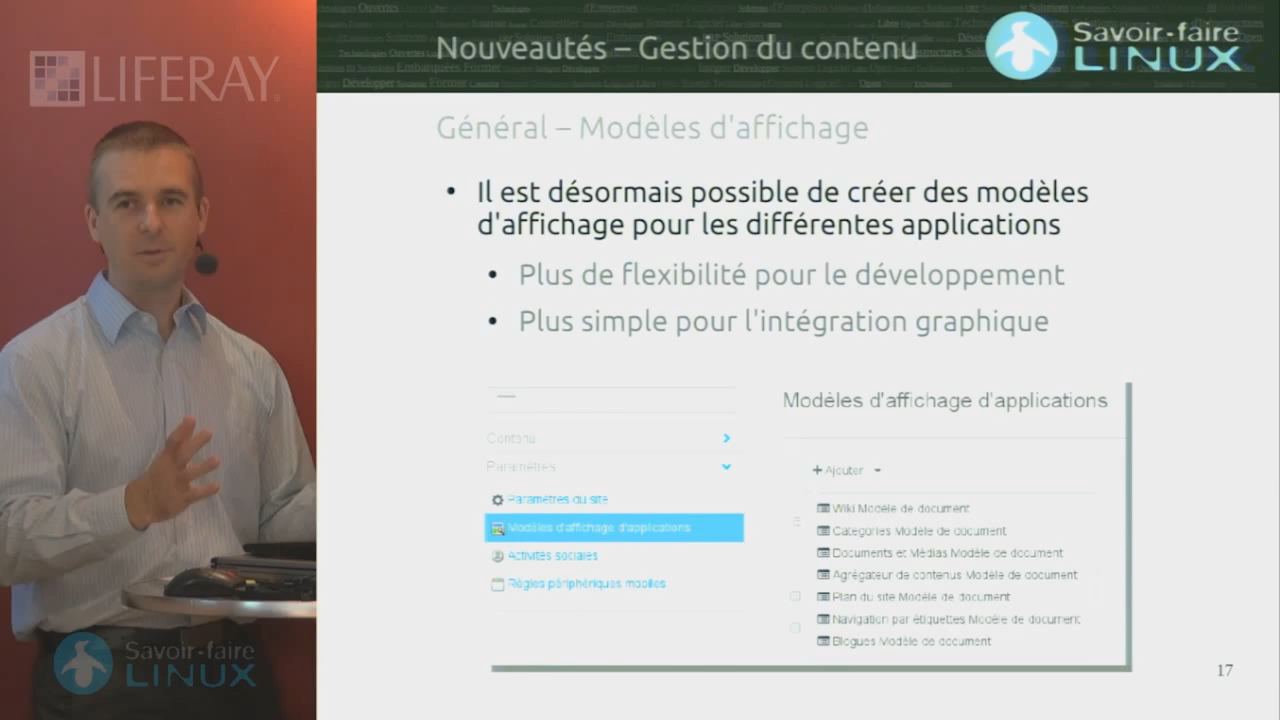 LIFERAY
Nouveautés – Gestion du contenu
Savoir-faire
LINUX
Général – Modèles d'affichage
• Il est désormais possible de créer des modèles
d'affichage pour les différentes applications
• Plus de flexibilité pour le développement
• Plus simple pour l'intégration graphique
Contenu
Paramètres
Paramètres du site
Modèles d'affichage d'applications
Activités sociales
Règles périphériques mobiles
Modèles d'affichage d'applications
+ Ajouter
Wiki Modèle de document
Catégories Modèle de document
Documents et Médias Modèle de document
Agrégateur de contenus Modèle de document
Plan du site Modèle de document
Navigation par étiquettes Modèle de document
Blogues Modèle de document
17
Savoir-faire
LINUX